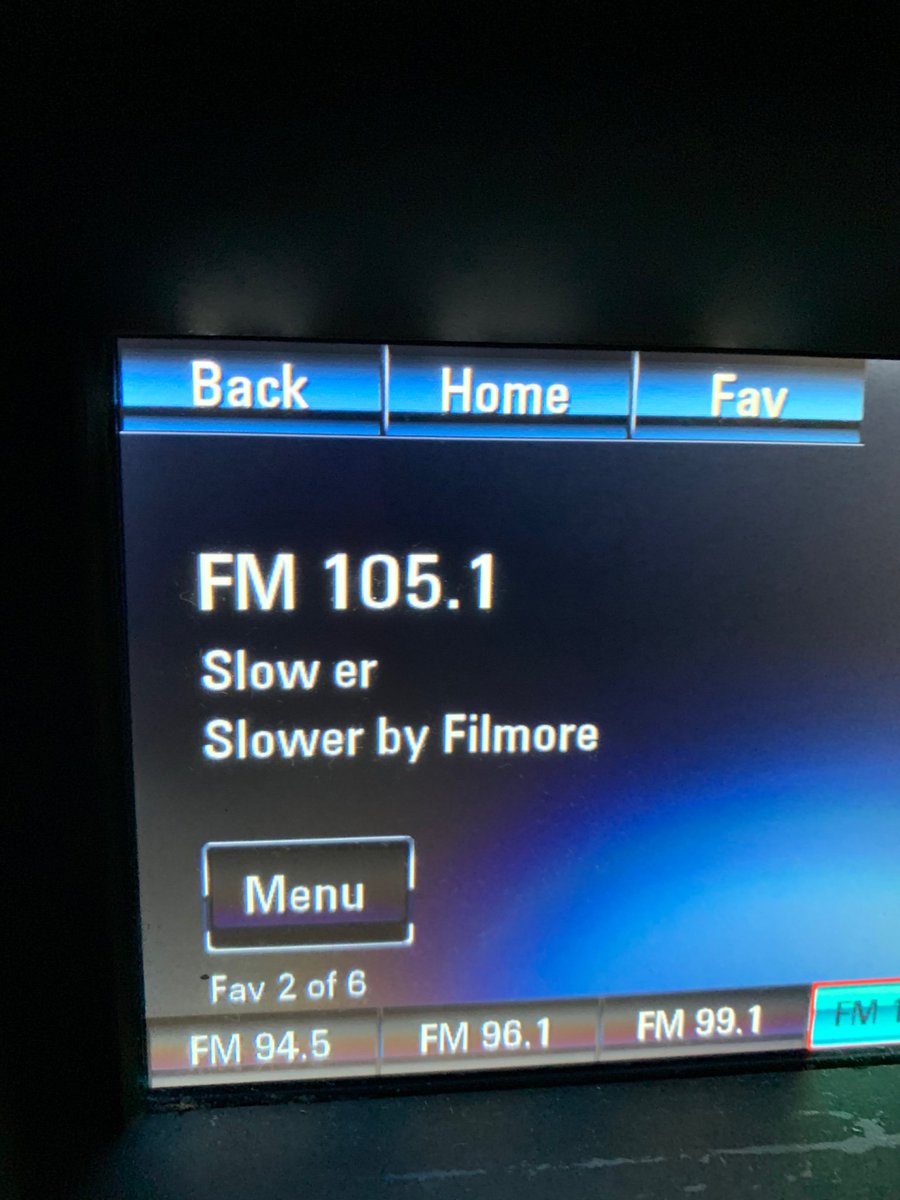 Back Home Fav
FM 105.1
Slow er
Slower by Filmore
Menu
Fav 2 of 6
FM 94.5 FM 96.1 FM 99.1 FM